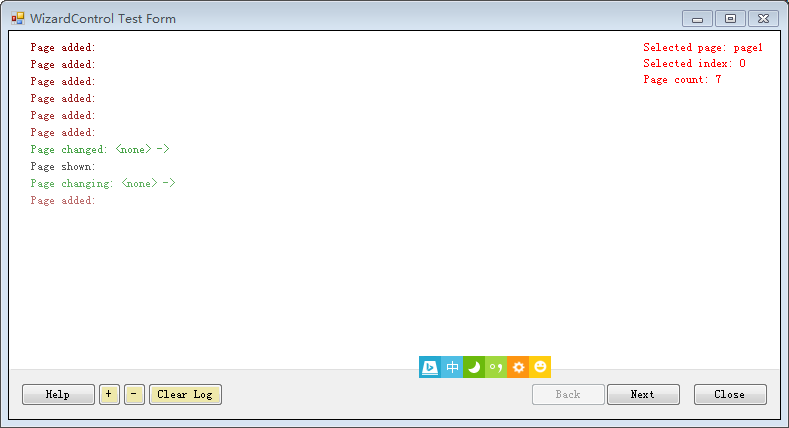 WizardControl Test Form
Page added:
Page added:
Page added:
Page added:
Page added:
Page added:
Page changed: <none> ->
Page shown:
Page changing: <none> ->
Page added:
Selected page: page1
Selected index: 0
Page count: 7
中
Help
+
-
Clear Log
Back
Next
Close